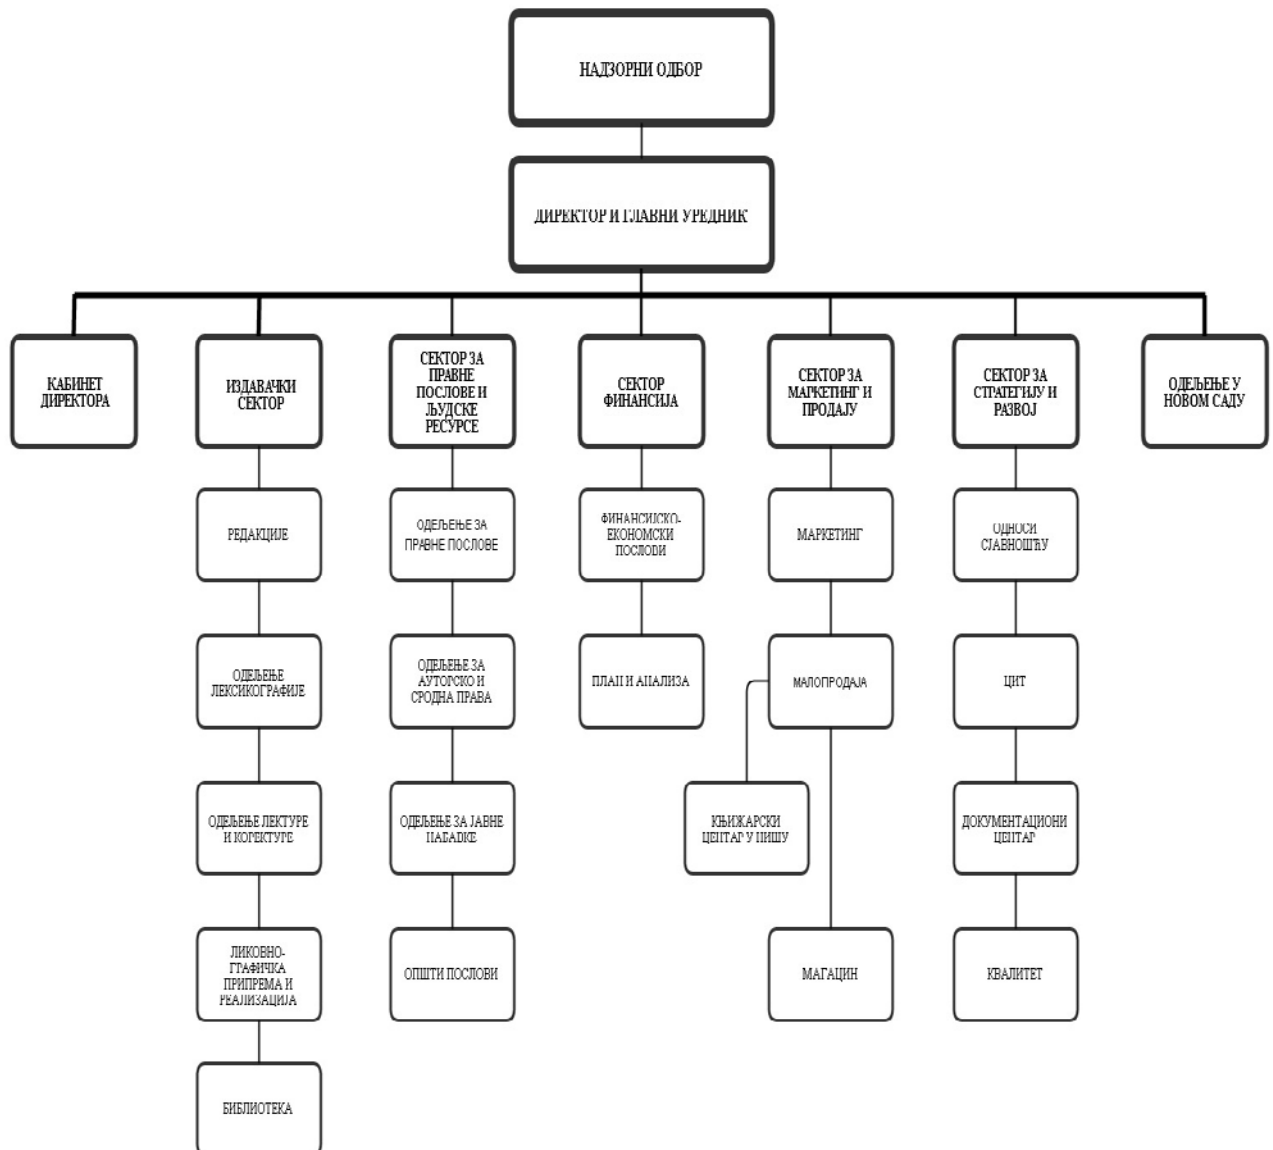 НАДЗОРНИ ОДБОР
ДИРЕКТОР И ГЛАВНИ УРЕДНИК
КАБИНЕТ
ДИРЕКТОРА
ИЗДАВАЧКИ
СЕКТОР
СЕКТОР ЗА
ПРАВНЕ
ПОСЛОВЕ И
ЉУДСКЕ
РЕСУРСЕ
СЕКТОР
ФИНАНСИЈА
СЕКТОР ЗА
МАРКЕТИНГ И
ПРОДАЈУ
СЕКТОР ЗА
СТРАТЕГИЈУ И
РАЗВОЈ
ОДЕЉЕЊЕ У
НОВОМ САДУ
РЕДАКЦИЈЕ
ОДЕЉЕЊЕ ЗА
ПРАВНЕ ПОСЛОВЕ
ФИНАНСИЈСКО-
ЕКОНОМСКИ
ПОСЛОВИ
МАРКЕТИНГ
ОДНОСИ
СЈАВНОШЋУ
ОДЕЉЕЊЕ
ЛЕКСИКОГРАФИЈЕ
ОДЕЉЕЊЕ ЗА
АУТОРСКО И
СРОДНА ПРАВА
ПЛАН И АНАЛИЗА
МАЛОПРОДАЈА
ЦИТ
ОДЕЉЕЊЕ ЛЕКТУРЕ
И КОРЕКТУРЕ
ОДЕЉЕЊЕ ЗА ЈАВНЕ
НАБАВКЕ
КЊИЖАРСКИ
ЦЕНТАР У НИШУ
ДОКУМЕНТАЦИОНИ
ЦЕНТАР
ЛИКОВНО-
ГРАФИЧКА
ПРИПРЕМА И
РЕАЛИЗАЦИЈА
ОПШТИ ПОСЛОВИ
МАГАЦИН
КВАЛИТЕТ
БИБЛИОТЕКА